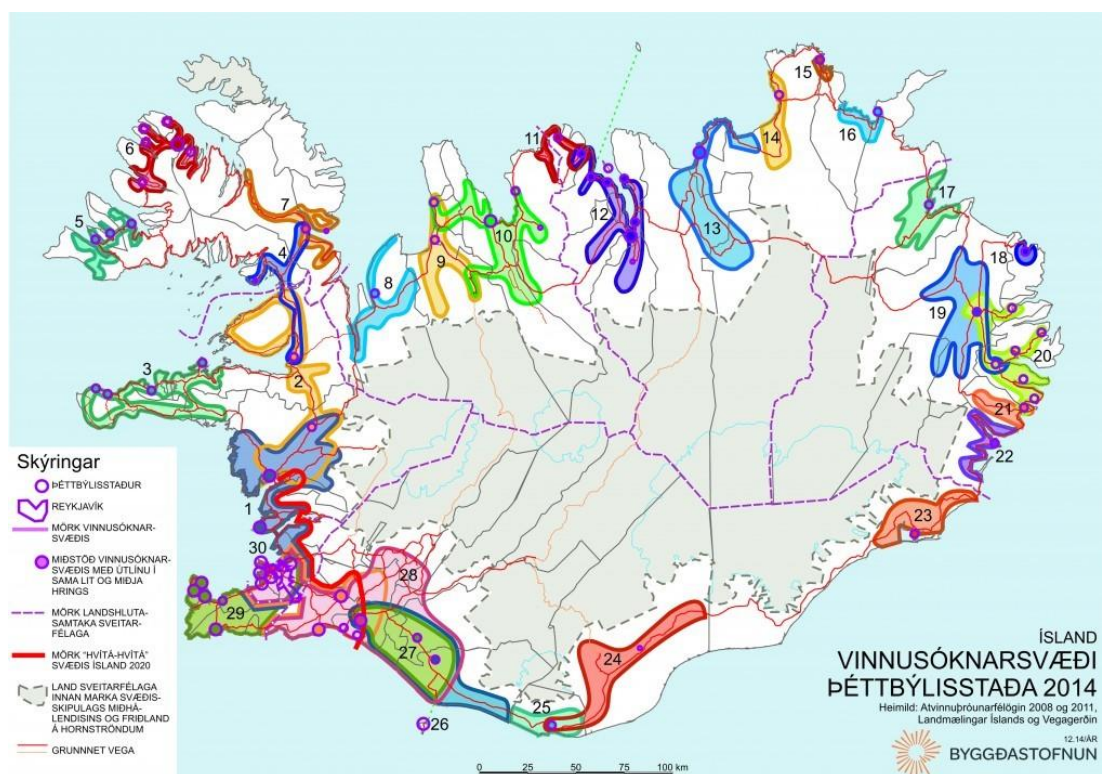 15
11
14
6
16
7
5
17
12
10
4
13
9
18
8
19
3
20
2
21
22
1
23
30
28
29
27
24
25
26
Skýringar
ÞÉTTBÝLISSTAÐUR
REYKJAVÍK
MÖRK VINNUSÓKNAR-
SVÆÐIS
MIÐSTÖÐ VINNUSÓKNAR-
SVÆÐIS MEÐ ÚTLÍNU Í
SAMA LIT OG MIÐJA
HRINGS
MÖRK LANDSHLUTA-
SAMTAKA SVEITAR-
FÉLAGA
MÖRK "HVÍTÁ-HVÍTÁ"
SVÆÐIS ÍSLAND 2020
LAND SVEITARFÉLAGA
INNAN MARKA SVÆÐIS-
SKIPULAGS MIÐHÁ-
LENDISINS OG FRIÐLAND
Á HORNSTRÖNDUM
GRUNNNET VEGA
ÍSLAND
VINNUSÓKNARSVÆÐI
ÞÉTTBÝLISSTAÐA 2014
Heimild: Atvinnuþróunarfélögin 2008 og 2011,
Landmælingar Íslands og Vegagerðin
12.14/ÁR
BYGGÐASTOFNUN
0 25 50 75 100 km